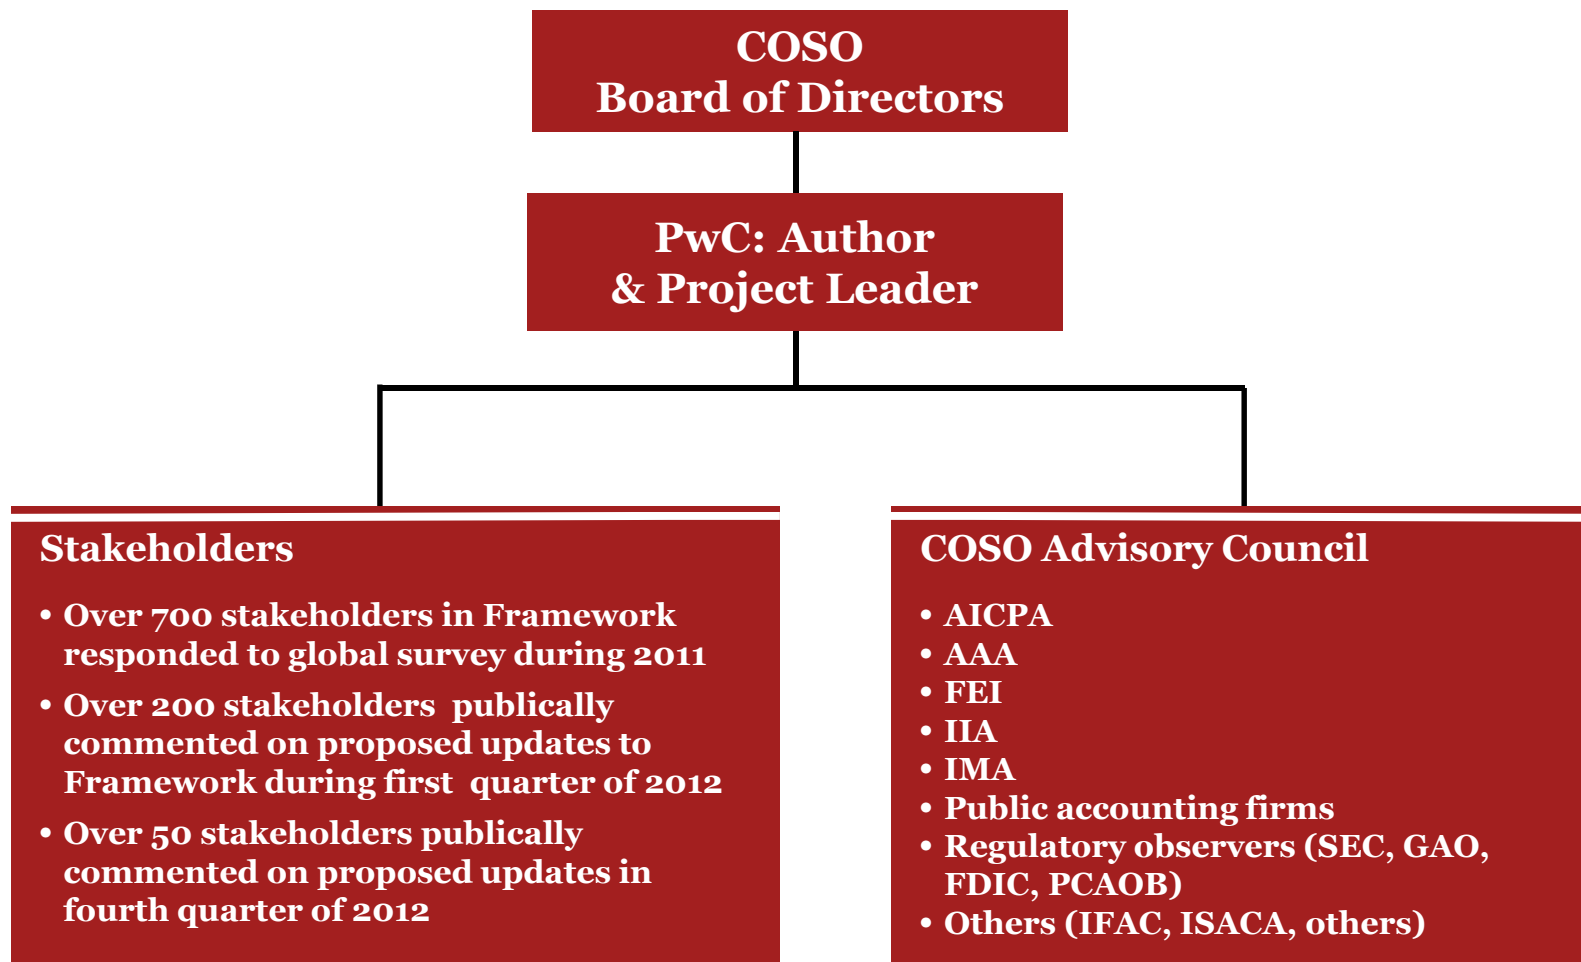 COSO
Board of Directors
PwC: Author
& Project Leader
Stakeholders
• Over 700 stakeholders in Framework
responded to global survey during 2011
• Over 200 stakeholders  publically
commented on proposed updates to
Framework during first  quarter of 2012
• Over 50 stakeholders publically
commented on proposed updates in
fourth quarter of 2012
COSO Advisory Council
• AICPA
• AAA
• FEI
• IIA
• IMA
• Public accounting firms
• Regulatory observers (SEC, GAO,
FDIC, PCAOB)
• Others (IFAC, ISACA, others)